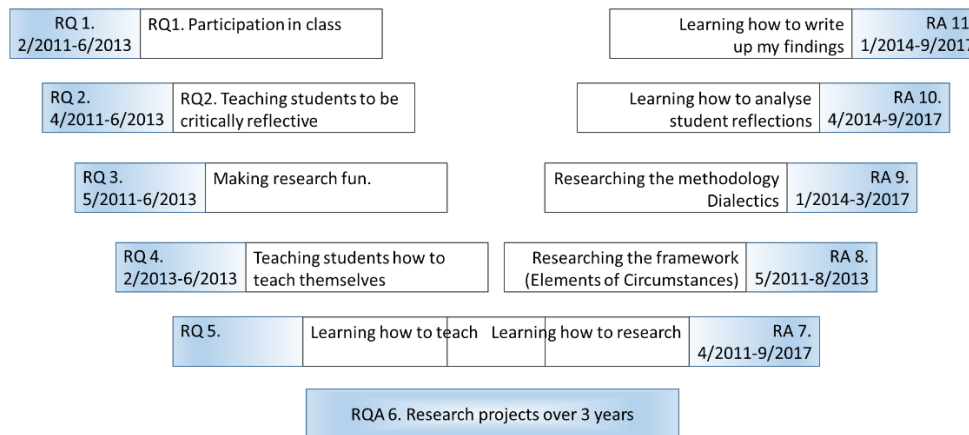 RQ 1.
2/2011-6/2013
RQ1. Participation in class
Learning how to write
up my findings
RA 11.
1/2014-9/2017
RQ 2.
4/2011-6/2013
RQ2. Teaching students to be
critically reflective
Learning how to analyse
student reflections
RA 10.
4/2014-9/2017
RQ 3.
5/2011-6/2013
Making research fun.
Researching the methodology
Dialectics
RA 9.
1/2014-3/2017
RQ 4.
2/2013-6/2013
Teaching students how to
teach themselves
Researching the framework
(Elements of Circumstances)
RA 8.
5/2011-8/2013
RQ 5.
Learning how to teach
Learning how to research
RA 7.
4/2011-9/2017
RQA 6. Research projects over 3 years